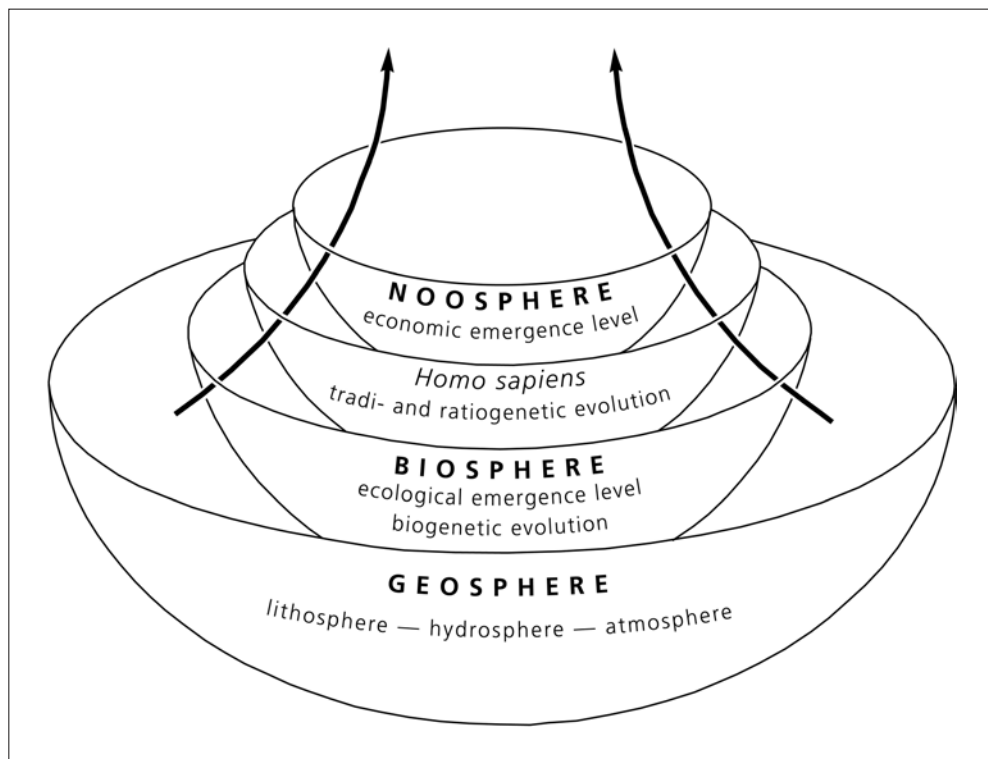 NOOSPHERE
economic emergence level
Homo sapiens
tradi- and ratiogenetic evolution
BIOSPHERE
ecological emergence level
biogenetic evolution
GEOSPHERE
lithosphere — hydrosphere — atmosphere